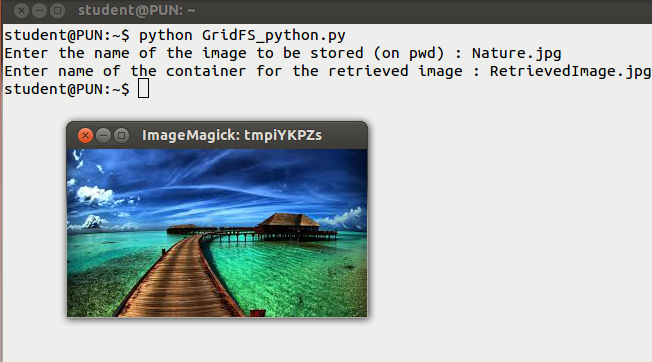 student@PUN: ~
student@PUN:~$ python GridFS_python.py
Enter the name of the image to be stored (on pwd) : Nature.jpg
Enter name of the container for the retrieved image : RetrievedImage.jpg
student@PUN:~$
ImageMagick: tmpiYKPZs